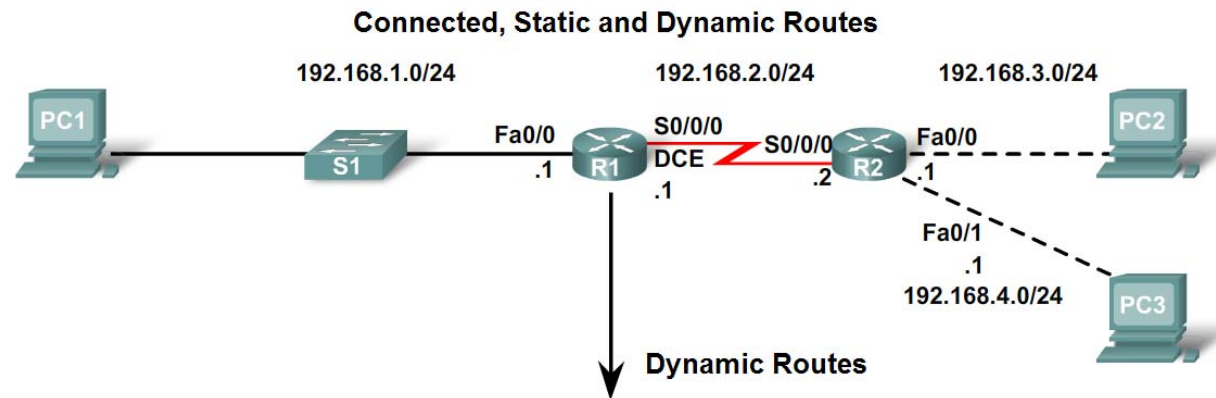 Connected, Static and Dynamic Routes
192.168.1.0/24
192.168.2.0/24
192.168.3.0/24
PC1
S1
Fa0/0
.1
R1
S0/0/0
DCE
.1
S0/0/0
.2
R2
Fa0/0
.1
PC2
Fa0/1
.1
192.168.4.0/24
PC3
Dynamic Routes